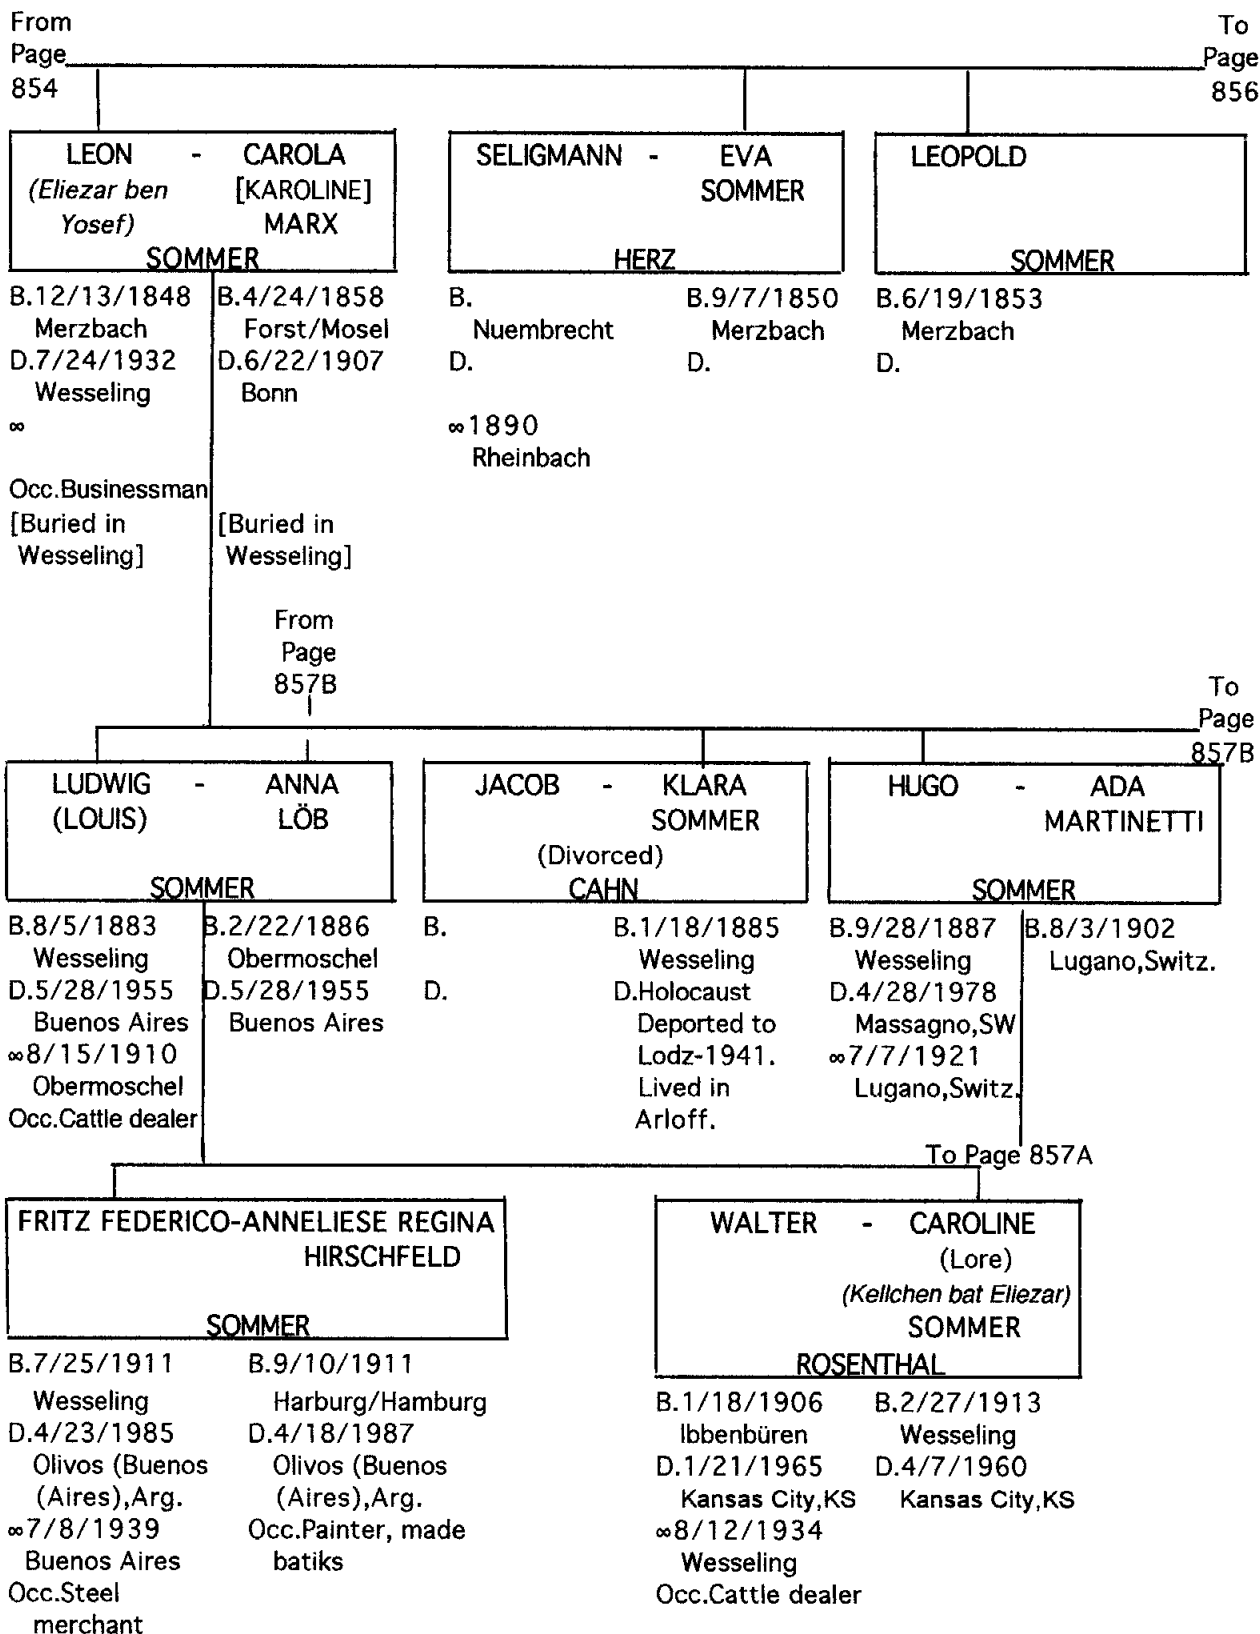 From
Page
854
To
Page
856
LEON - CAROLA
(Eliezar ben [KAROLINE]
Yosef) MARX
SOMMER
B.12/13/1848 B.4/24/1858
Merzbach Forst/Mosel
D.7/24/1932 D.6/22/1907
Wesseling Bonn
∞
Occ.Businessman
[Buried in [Buried in
Wesseling] Wesseling]
SELIGMANN - EVA
SOMMER
HERZ
B. B.9/7/1850
Nuembrecht Merzbach
D. D.
∞1890
Rheinbach
LEOPOLD
SOMMER
B.6/19/1853
Merzbach
D.
From
Page
857B
To
Page
857B
LUDWIG - ANNA
(LOUIS) LÖB
SOMMER
B.8/5/1883 B.2/22/1886
Wesseling Obermoschel
D.5/28/1955 D.5/28/1955
Buenos Aires Buenos Aires
∞8/15/1910
Obermoschel
Occ.Cattle dealer
JACOB - KLARA
SOMMER
(Divorced)
CAHN
B. B.1/18/1885
Wesseling
D. D.Holocaust
Deported to
Lodz-1941.
Lived in
Arloff.
HUGO - ADA
MARTINETTI
SOMMER
B.9/28/1887 B.8/3/1902
Wesseling Lugano,Switz.
D.4/28/1978
Massagno,SW
∞7/7/1921
Lugano,Switz.
To Page 857A
FRITZ FEDERICO-ANNELIESE REGINA
HIRSCHFELD
SOMMER
B.7/25/1911 B.9/10/1911
Wesseling Harburg/Hamburg
D.4/23/1985 D.4/18/1987
Olivos (Buenos Olivos (Buenos
(Aires),Arg. (Aires),Arg.
∞7/8/1939 Occ.Painter, made
Buenos Aires batiks
Occ.Steel
merchant
WALTER - CAROLINE
(Lore)
(Kellchen bat Eliezar)
SOMMER
ROSENTHAL
B.1/18/1906 B.2/27/1913
Ibbenbüren Wesseling
D.1/21/1965 D.4/7/1960
Kansas City,KS Kansas City,KS
∞8/12/1934
Wesseling
Occ.Cattle dealer